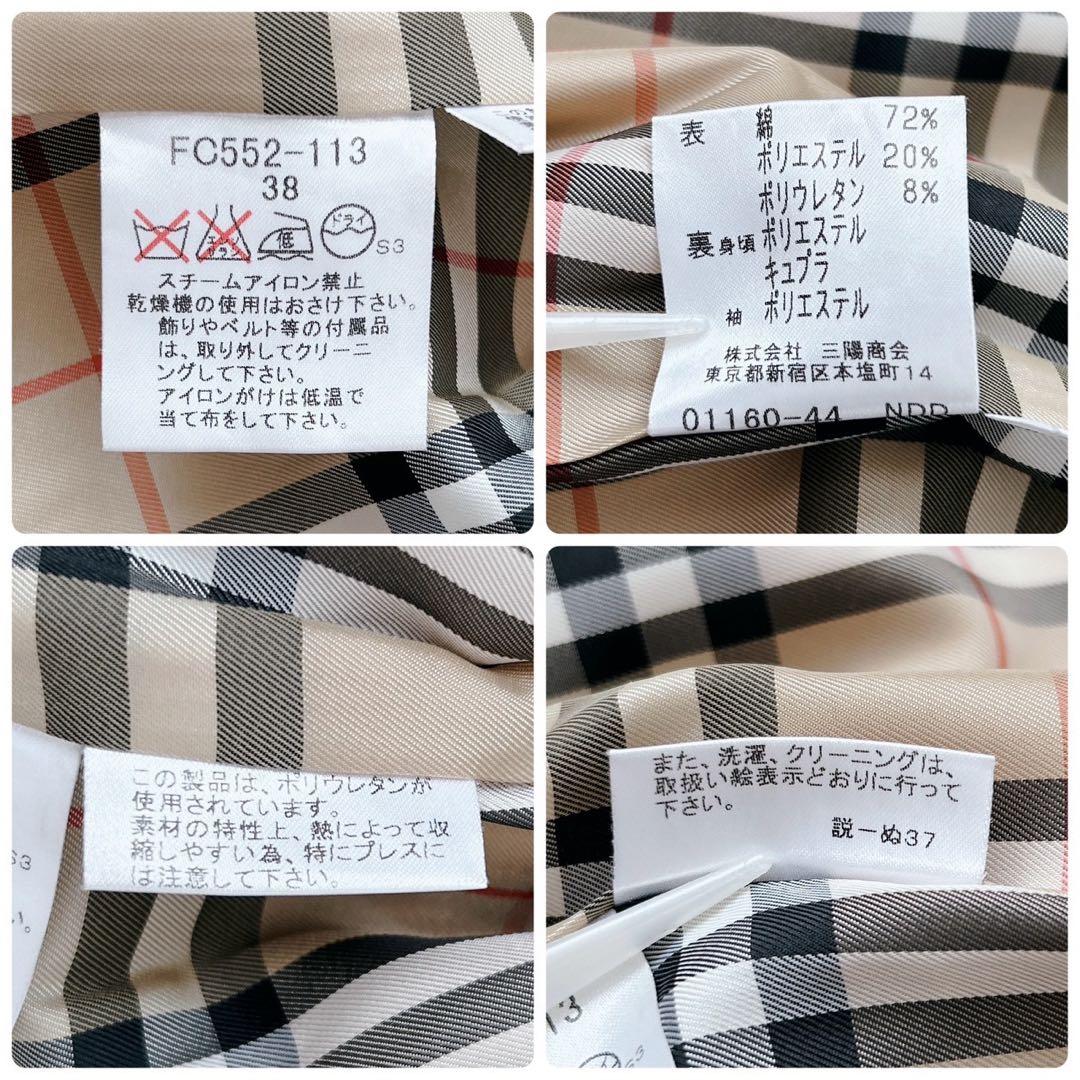 FC552-113
38
エンソ
サラシ
低
ドライ
S3
スチームアイロン禁止
乾燥機の使用はおさけ下さい。
飾りやベルト等の付属品
は、取り外してクリーニ
ングして下さい。
アイロンがけは低温で
当て布をして下さい。
表 綿 72%
ポリエステル 20%
ポリウレタン 8%
裏 身頃 ポリエステル
キュプラ
袖 ポリエステル
株式会社 三陽商会
東京都新宿区本塩町14
01160-44 NDR
この製品は、ポリウレタンが
使用されています。
素材の特性上、熱によって収
縮しやすい為、特にプレスに
は注意して下さい。
S3
い。
また、洗濯、クリーニングは、
取扱い絵表示どおりに行って
下さい。
説ーぬ37
13
S3